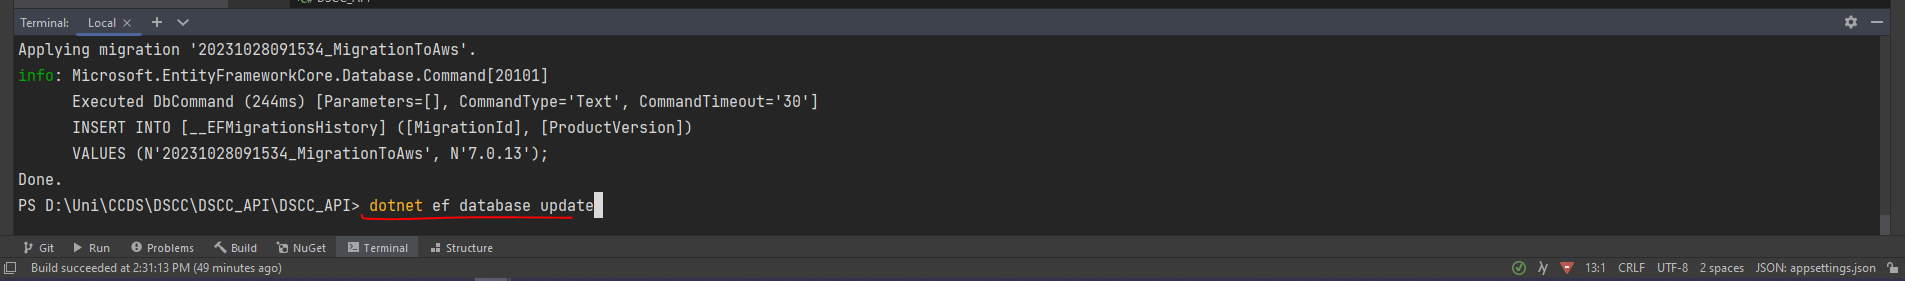 DSCC_API
Terminal: Local × +
Applying migration '20231028091534_MigrationToAws'.
info: Microsoft.EntityFrameworkCore.Database.Command[20101]
Executed DbCommand (244ms) [Parameters=[], CommandType='Text', CommandTimeout='30']
INSERT INTO [__EFMigrationsHistory] ([MigrationId], [ProductVersion])
VALUES (N'20231028091534_MigrationToAws', N'7.0.13');
Done.
PS D:\Uni\CCDS\DSCC\DSCC_API\DSCC_API> dotnet ef database update
Git Run Problems Build NuGet Terminal Structure
Build succeeded at 2:31:13 PM (49 minutes ago) 13:1 CRLF UTF-8 2 spaces JSON: appsettings.json